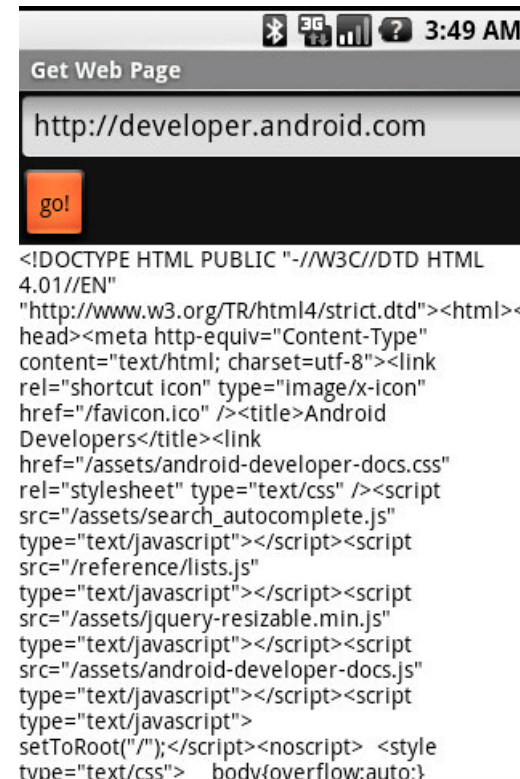 3G 3:49 AM
Get Web Page
http://developer.android.com
go!
<!DOCTYPE HTML PUBLIC "-//W3C//DTD HTML
4.01//EN"
"http://www.w3.org/TR/html4/strict.dtd"><html><
head><meta http-equiv="Content-Type"
content="text/html; charset=utf-8"><link
rel="shortcut icon" type="image/x-icon"
href="/favicon.ico" /><title>Android
Developers</title><link
href="/assets/android-developer-docs.css"
rel="stylesheet" type="text/css" /><script
src="/assets/search_autocomplete.js"
type="text/javascript"></script><script
src="/reference/lists.js"
type="text/javascript"></script><script
src="/assets/jquery-resizable.min.js"
type="text/javascript"></script><script
src="/assets/android-developer-docs.js"
type="text/javascript"></script><script
type="text/javascript">
setToRoot("/");</script><noscript>  <style
type="text/css">    body{overflow:auto;}